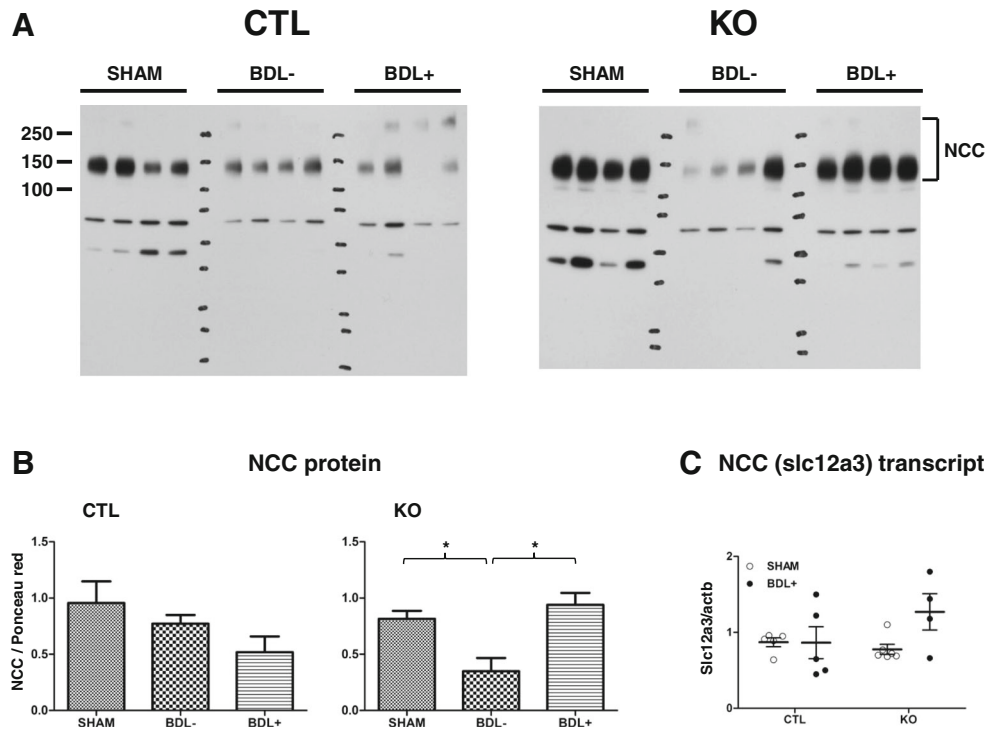 A
CTL
KO
SHAM BDL- BDL+
SHAM BDL- BDL+
250
150
100
NCC
B
NCC protein
C
NCC (slc12a3) transcript
CTL
KO
NCC / Ponceau red
1.5
1.0
0.5
0.0
SHAM BDL- BDL+
1.5
1.0
0.5
0.0
* *
SHAM BDL- BDL+
Slc12a3/actb
2
1
0
SHAM
BDL+
CTL KO